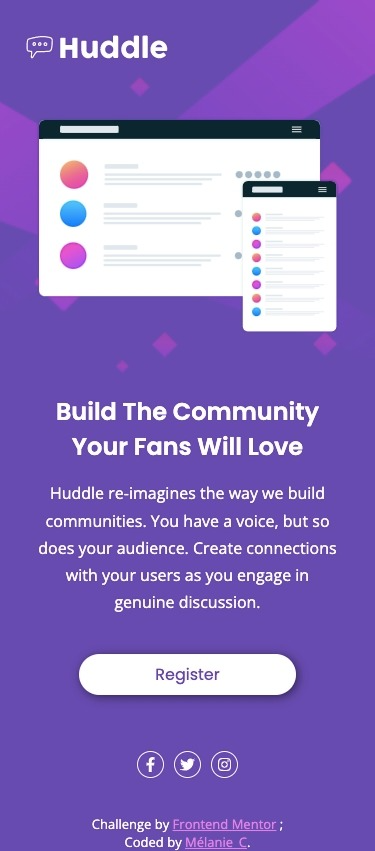 Huddle
Build The Community
Your Fans Will Love
Huddle re-imagines the way we build
communities. You have a voice, but so
does your audience. Create connections
with your users as you engage in
genuine discussion.
Register
Challenge by Frontend Mentor ;
Coded by Mélanie C.